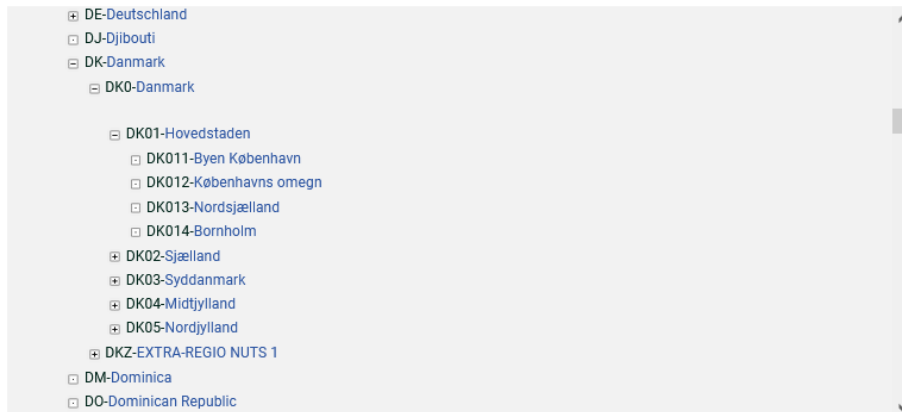 DE-Deutschland
DJ-Djibouti
DK-Danmark
DK0-Danmark
DK01-Hovedstaden
DK011-Byen København
DK012-Københavns omegn
DK013-Nordsjælland
DK014-Bornholm
DK02-Sjælland
DK03-Syddanmark
DK04-Midtjylland
DK05-Nordjylland
DKZ-EXTRA-REGIO NUTS 1
DM-Dominica
DO-Dominican Republic